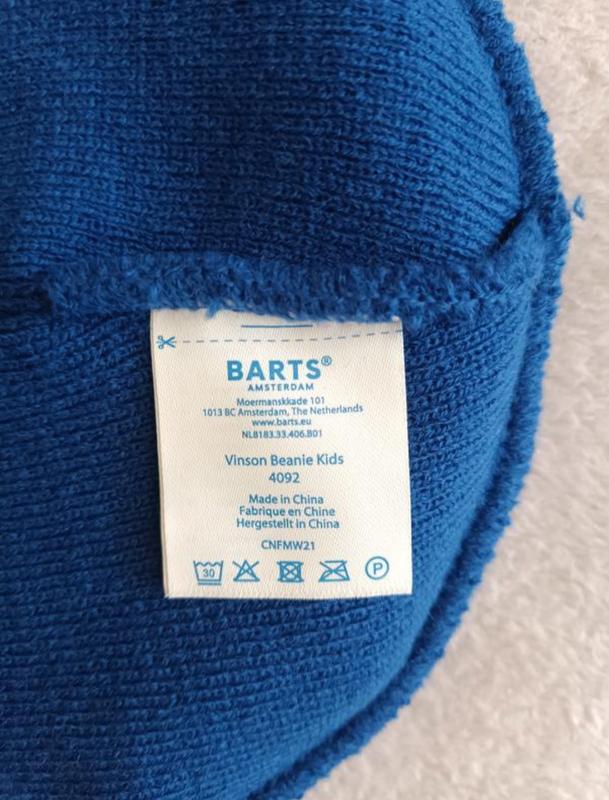 BARTS®
AMSTERDAM
Moermanskkade 101
1013 BC Amsterdam, The Netherlands
www.barts.eu
NL8183.33.406.B01
Vinson Beanie Kids
4092
Made in China
Fabrique en Chine
Hergestellt in China
CNFMW21
30 P